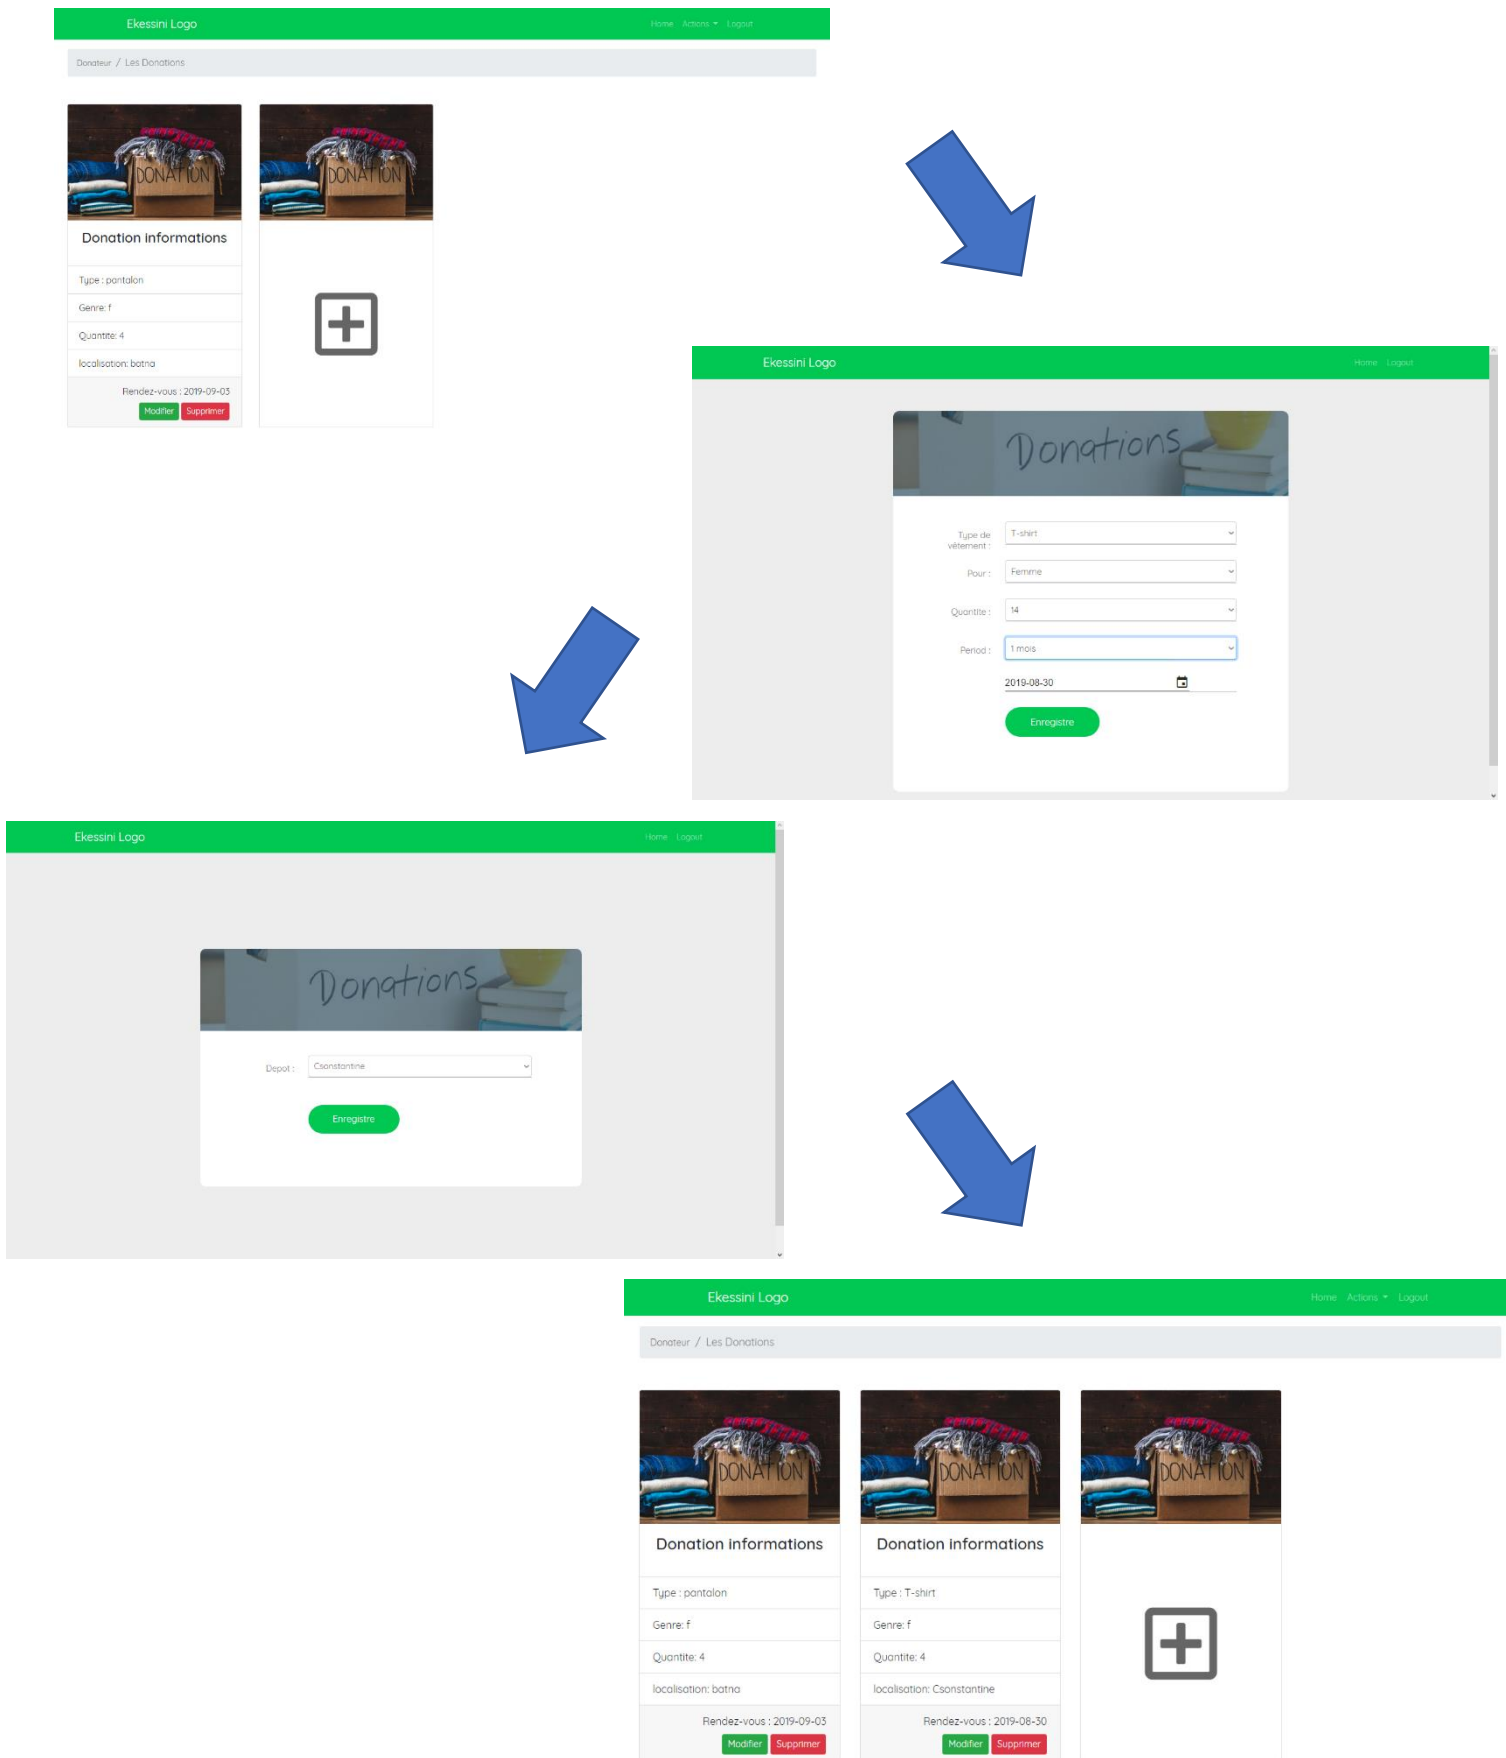 Ekessini Logo
Home Actions Logout
Donateur / Les Donations
DONATION
DONATION
Donation informations
Type : pantalon
Genre: f
Quantite: 4
localisation: batna
Rendez-vous : 2019-09-03
Modifier Supprimer
Ekessini Logo
Home Logout
Donations
Type de
vêtement :
T-shirt
Pour :
Femme
Quantite :
14
Period :
1 mois
2019-08-30
Enregistre
Ekessini Logo
Home Logout
Donations
Depot :
Csonstantine
Enregistre
Ekessini Logo
Home Actions Logout
Donateur / Les Donations
DONATION
DONATION
DONATION
Donation informations
Type : pantalon
Genre: f
Quantite: 4
localisation: batna
Rendez-vous : 2019-09-03
Modifier Supprimer
Donation informations
Type : T-shirt
Genre: f
Quantite: 4
localisation: Csonstantine
Rendez-vous : 2019-08-30
Modifier Supprimer